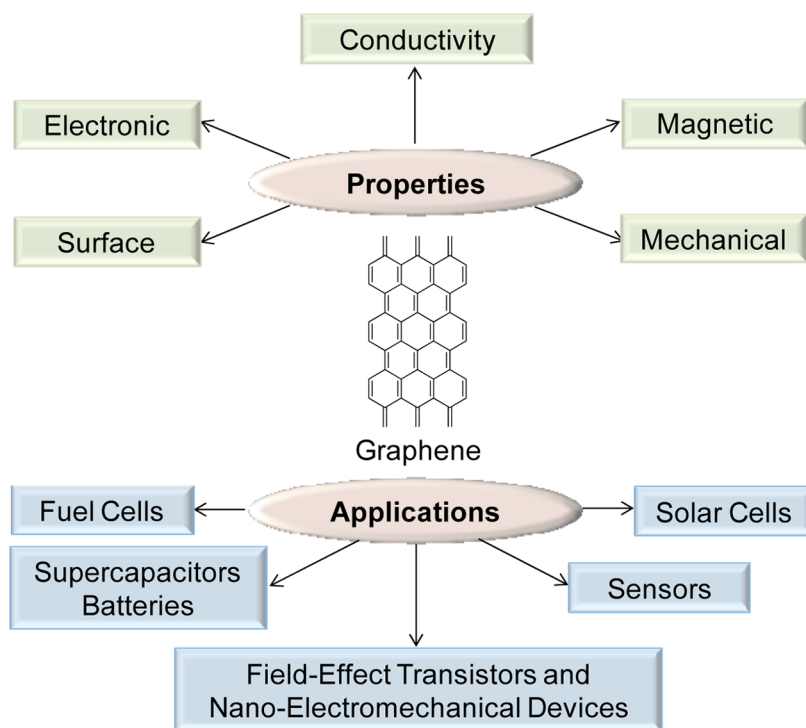 Conductivity
Electronic
Magnetic
Properties
Surface
Mechanical
Graphene
Fuel Cells
Applications
Solar Cells
Supercapacitors
Batteries
Sensors
Field-Effect Transistors and
Nano-Electromechanical Devices